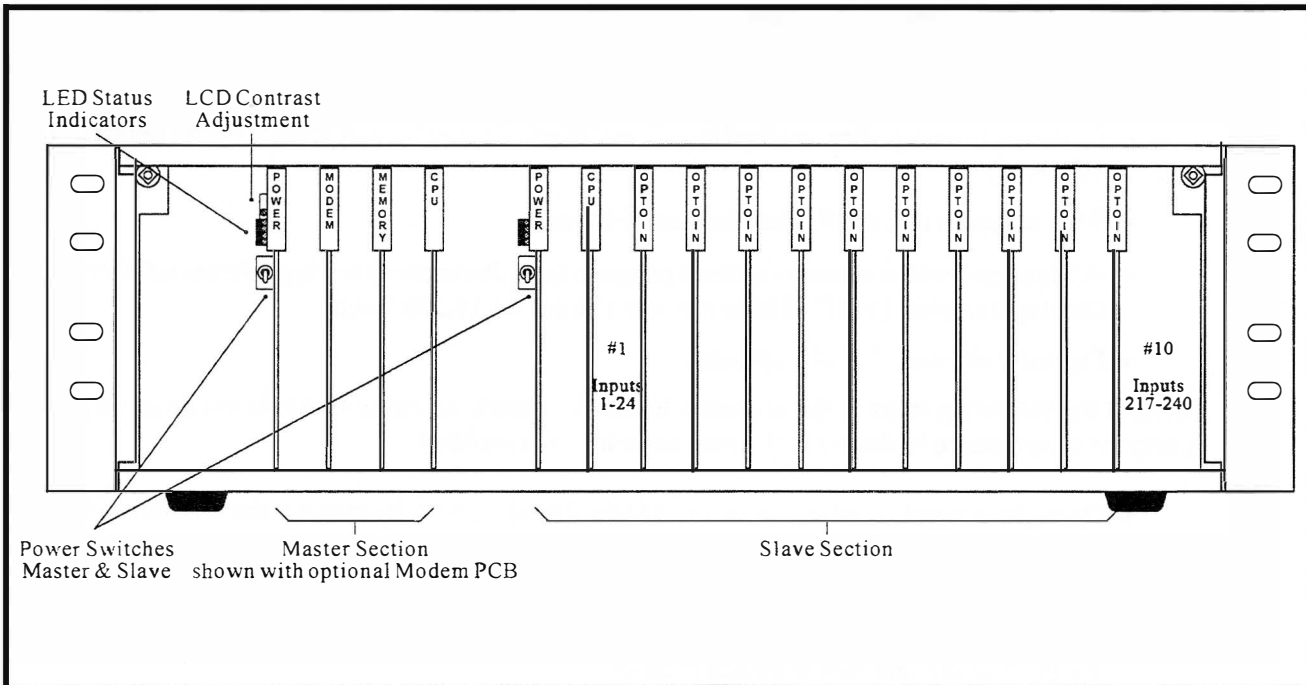 LED Status
Indicators
LCD Contrast
Adjustment
POWER
MODEM
MEMORY
CPU
POWER
CPU
OPTOIN
OPTOIN
OPTOIN
OPTOIN
OPTOIN
OPTOIN
OPTOIN
OPTOIN
OPTOIN
OPTOIN
#1
Inputs
1-24
#10
Inputs
217-240
Power Switches
Master & Slave
Master Section
shown with optional Modem PCB
Slave Section